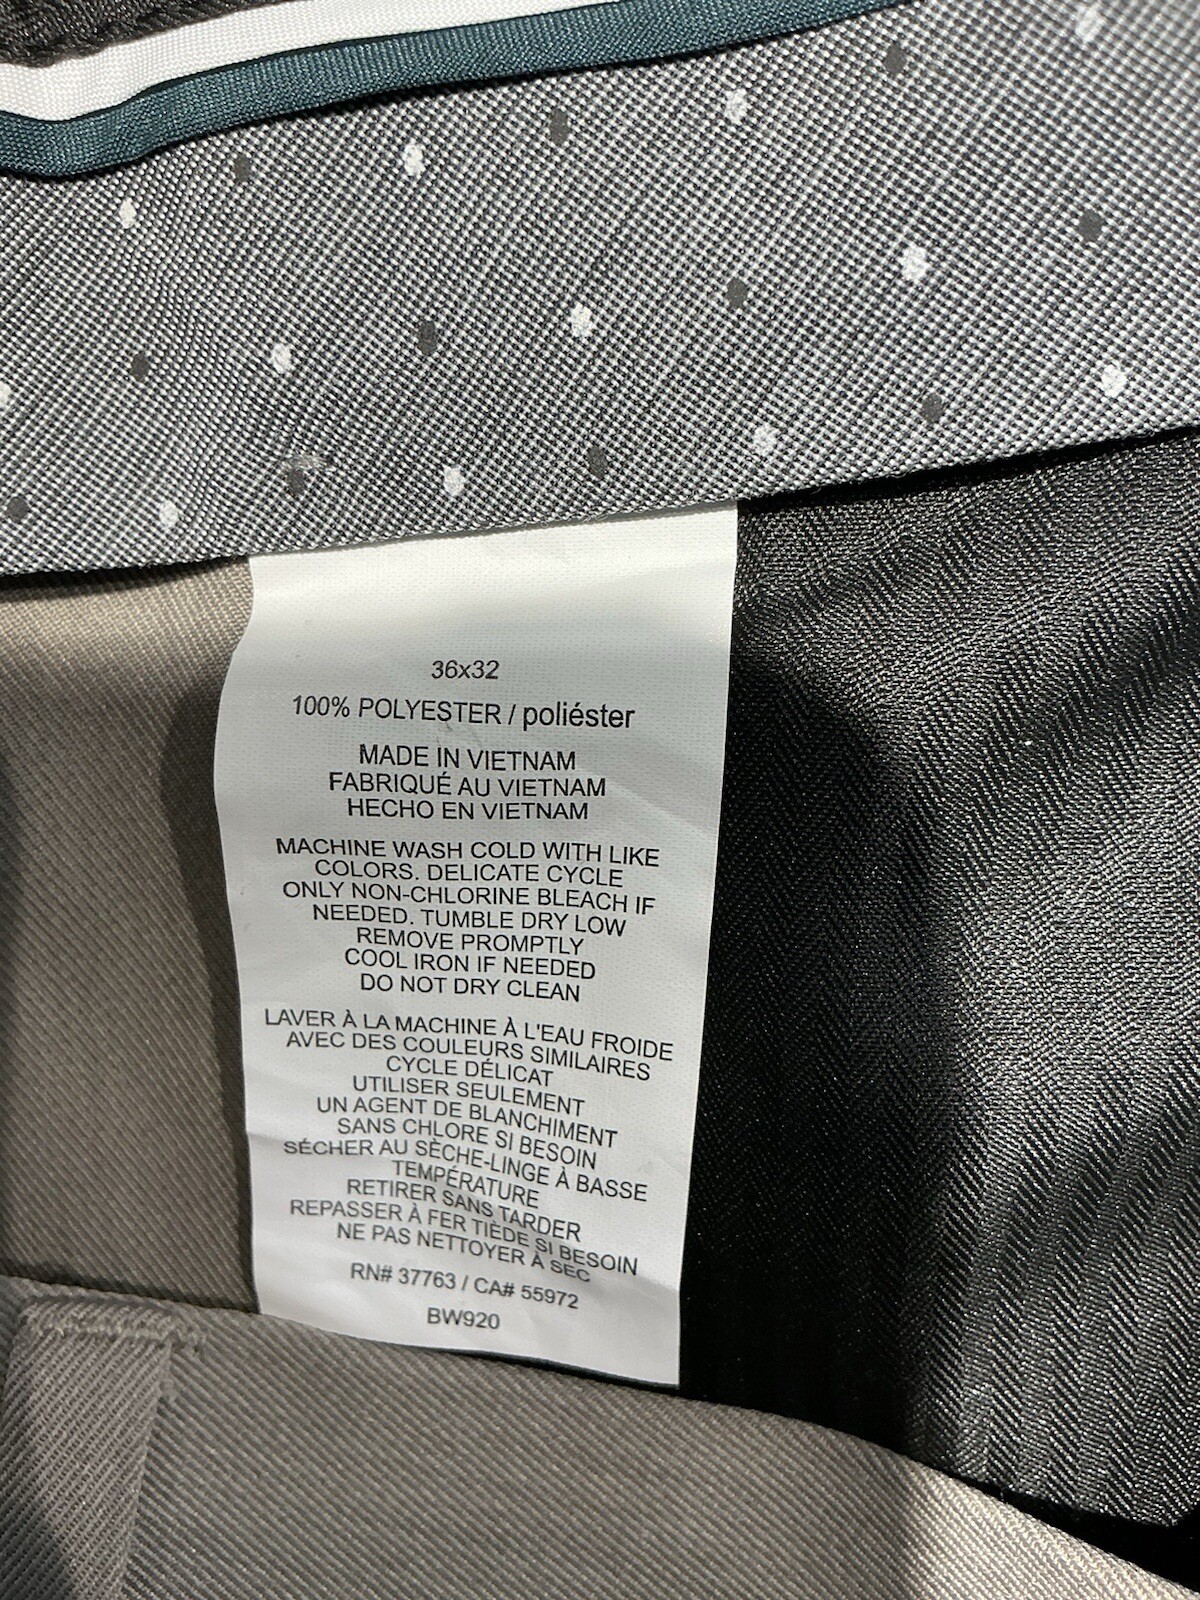 36x32
100% POLYESTER / poliéster
MADE IN VIETNAM
FABRIQUÉ AU VIETNAM
HECHO EN VIETNAM
MACHINE WASH COLD WITH LIKE
COLORS. DELICATE CYCLE
ONLY NON-CHLORINE BLEACH IF
NEEDED. TUMBLE DRY LOW
REMOVE PROMPTLY
COOL IRON IF NEEDED
DO NOT DRY CLEAN
LAVER À LA MACHINE À L'EAU FROIDE
AVEC DES COULEURS SIMILAIRES
CYCLE DÉLICAT
UTILISER SEULEMENT
UN AGENT DE BLANCHIMENT
SANS CHLORE SI BESOIN
SÉCHER AU SÈCHE-LINGE À BASSE
TEMPÉRATURE
RETIRER SANS TARDER
REPASSER À FER TIÈDE SI BESOIN
NE PAS NETTOYER À SEC
RN# 37763 / CA# 55972
BW920